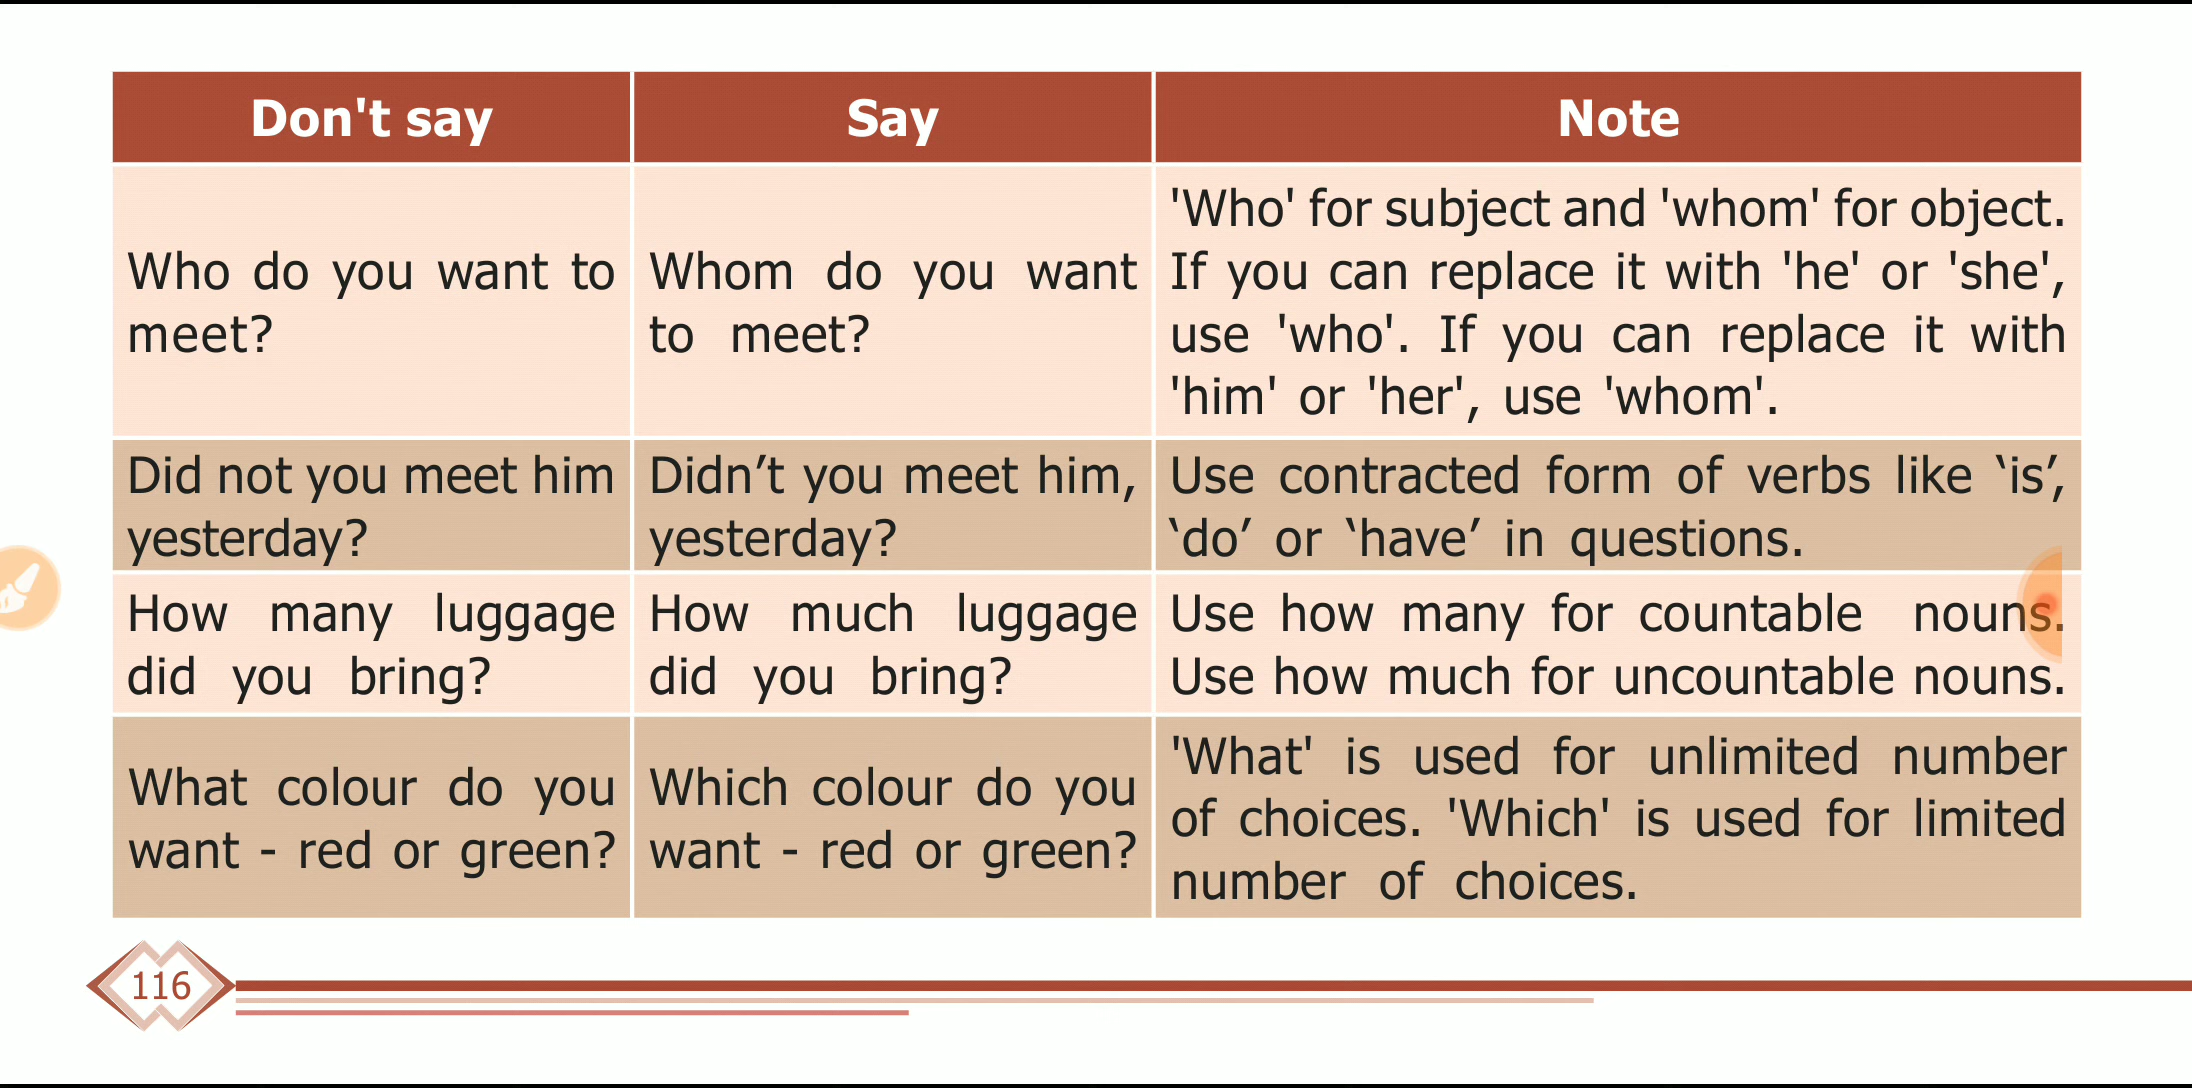 Don't say
Say
Note
Who do you want to
meet?
Whom do you want
to meet?
'Who' for subject and 'whom' for object.
If you can replace it with 'he' or 'she',
use 'who'. If you can replace it with
'him' or 'her', use 'whom'.
Did not you meet him
yesterday?
Didn’t you meet him,
yesterday?
Use contracted form of verbs like ‘is’,
‘do’ or ‘have’ in questions.
How many luggage
did you bring?
How much luggage
did you bring?
Use how many for countable nouns.
Use how much for uncountable nouns.
What colour do you
want - red or green?
Which colour do you
want - red or green?
'What' is used for unlimited number
of choices. 'Which' is used for limited
number of choices.
116